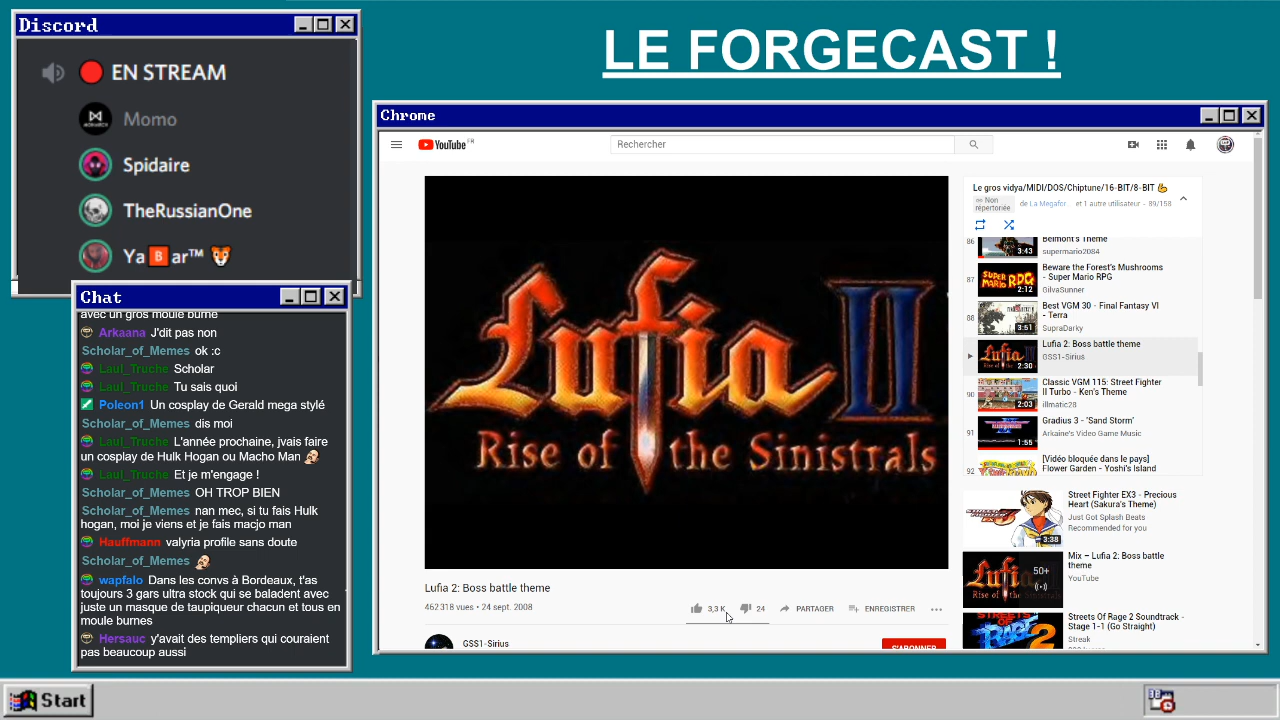 Discord
EN STREAM
Momo
Spidaire
TheRussianOne
Ya🅱ar™ 🐯
Chat
avec un gros moule burne
Arkaana J'dit pas non
Scholar_of_Memes ok :c
Laul_Truche Scholar
Laul_Truche Tu sais quoi
Poleon1 Un cosplay de Gerald mega stylé
Scholar_of_Memes dis moi
Laul_Truche L'année prochaine, jvais faire
un cosplay de Hulk Hogan ou Macho Man
Laul_Truche Et je m'engage !
Scholar_of_Memes OH TROP BIEN
Scholar_of_Memes nan mec, si tu fais Hulk
hogan, moi je viens et je fais macjo man
Hauffmann valyria profile sans doute
Scholar_of_Memes
wapfalo Dans les convs à Bordeaux, t'as
toujours 3 gars ultra stock qui se baladent avec
juste un masque de taupiqueur chacun et tous en
moule burnes
Hersauc y'avait des templiers qui couraient
pas beaucoup aussi
LE FORGECAST !
Chrome
YouTube FR
Rechercher
Lufia II
Rise of the Sinistrals
Lufia 2: Boss battle theme
462 318 vues • 24 sept. 2008
3,3 K 24 PARTAGER ENREGISTRER
GSS1-Sirius
S'ABONNER
Le gros vidya/MIDI/DOS/Chiptune/16-BIT/8-BIT 💪
Non
répertoriée
de La Megafor... et 1 autre utilisateur - 89/158
86 Belmont's Theme
supermario2084
3:43
87 Beware the Forest's Mushrooms
- Super Mario RPG
GilvaSunner
SUPER
MARIO RPG
2:12
88 Best VGM 30 - Final Fantasy VI
- Terra
SupraDarky
3:51
Lufia 2: Boss battle theme
GSS1-Sirius
Lufia
2:30
90 Classic VGM 115: Street Fighter
II Turbo - Ken's Theme
illmatic28
2:03
91 Gradius 3 - 'Sand Storm'
Arkaine's Video Game Music
1:55
92 [Vidéo bloquée dans le pays]
Flower Garden - Yoshi's Island
Street Fighter EX3 - Precious
Heart (Sakura's Theme)
Just Got Splash Beats
Recommended for you
3:38
Mix – Lufia 2: Boss battle
theme
YouTube
Lufia
50+
Streets Of Rage 2 Soundtrack -
Stage 1-1 (Go Straight)
Streak
STREETS
OF
RAGE 2
Start